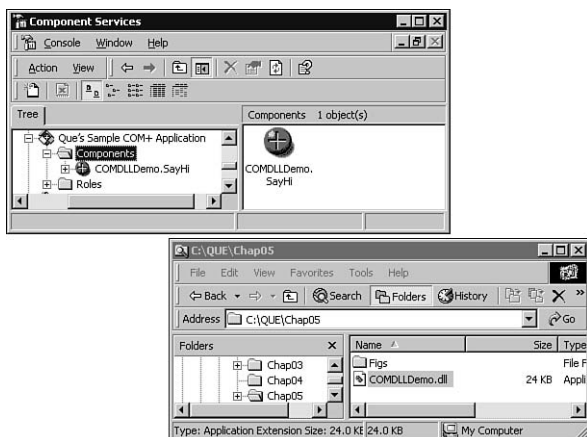 Component Services
Console Window Help
Action View
Tree
Components 1 object(s)
Que's Sample COM+ Application
Components
COMDLLDemo.SayHi
Roles
COMDLLDemo.
SayHi
C:\QUE\Chap05
File Edit View Favorites Tools Help
Back Search Folders History »
Address C:\QUE\Chap05 Go
Folders x Name Size Type
Chap03
Chap04
Chap05
Figs File F
COMDLLDemo.dll 24 KB Appli
Type: Application Extension Size: 24.0 KE 24.0 KB My Computer